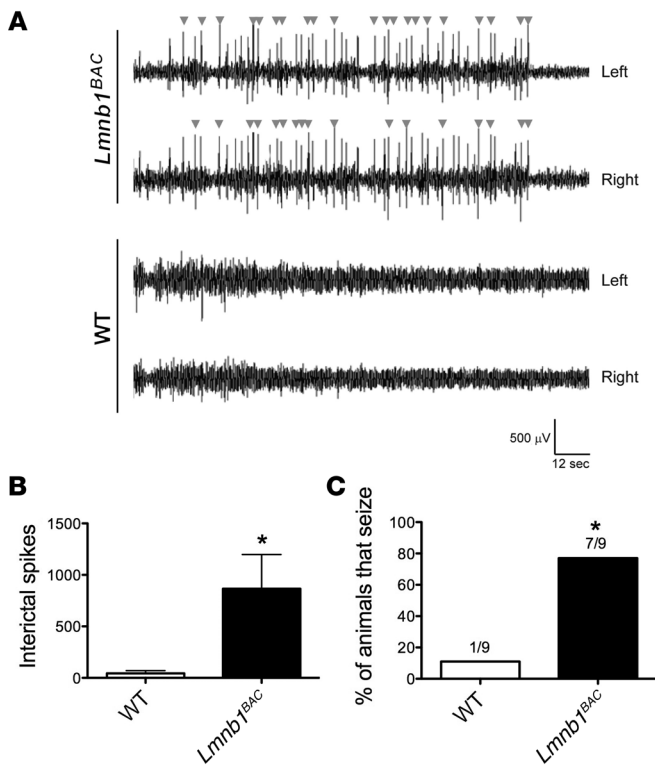 A
Lmnb1BAC
Left
Right
WT
Left
Right
500 μV
12 sec
B
Interictal spikes
1500
1000
500
0
*
WT
Lmnb1BAC
C
% of animals that seize
100
80
60
40
20
0
*
7/9
1/9
WT
Lmnb1BAC